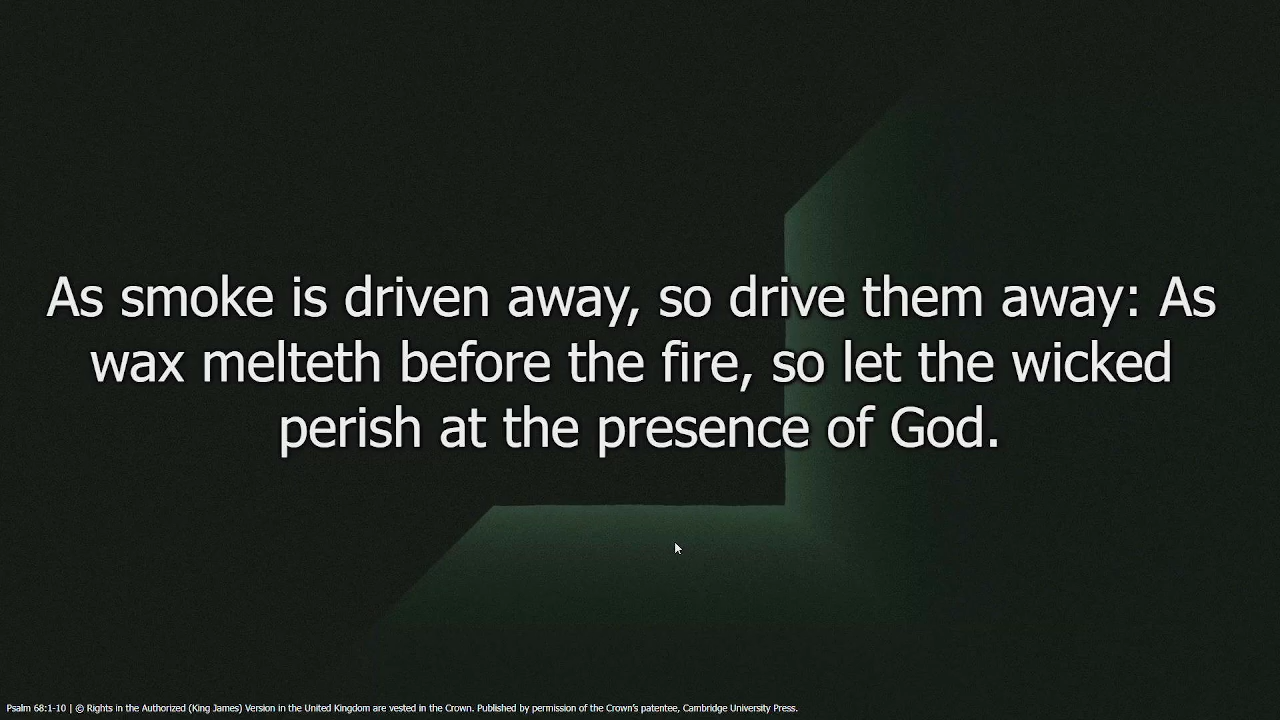 As smoke is driven away, so drive them away: As
wax melteth before the fire, so let the wicked
perish at the presence of God.
Psalm 68:1-10 | © Rights in the Authorized (King James) Version in the United Kingdom are vested in the Crown. Published by permission of the Crown's patentee, Cambridge University Press.